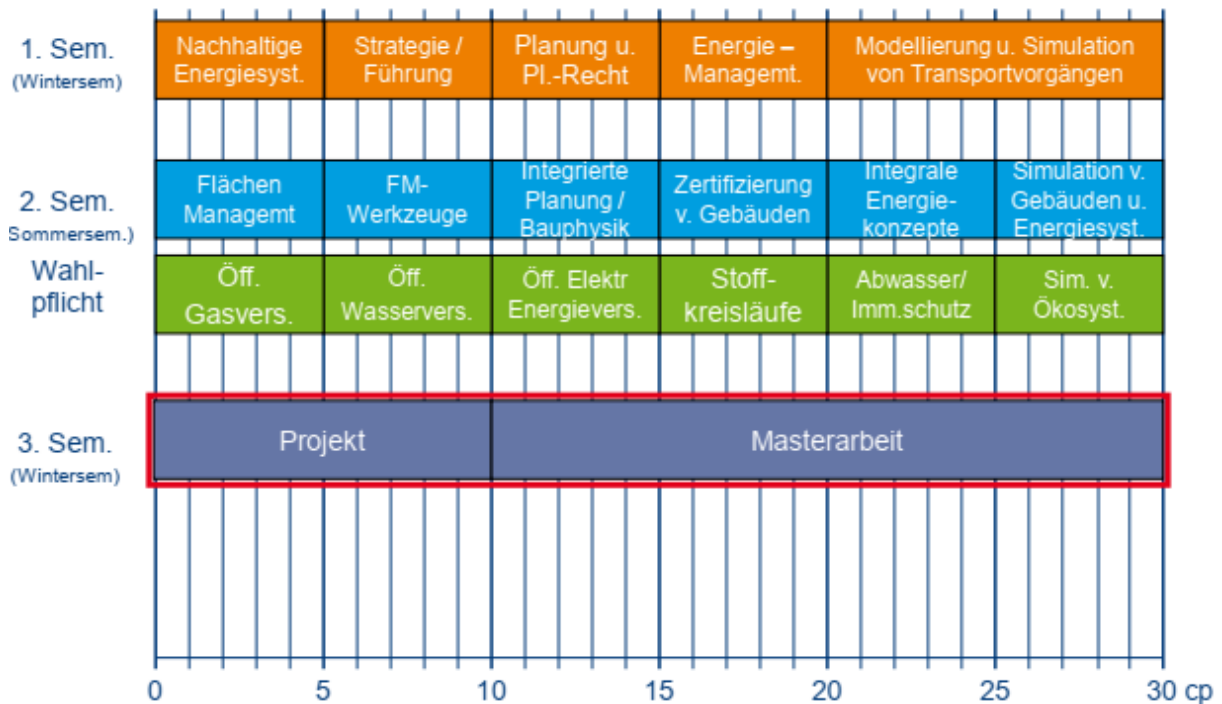 1. Sem.
(Wintersem)
Nachhaltige
Energiesyst.
Strategie /
Führung
Planung u.
Pl.-Recht
Energie –
Managemt.
Modellierung u. Simulation
von Transportvorgängen
2. Sem.
Sommersem.)
Flächen
Managemt
FM-
Werkzeuge
Integrierte
Planung /
Bauphysik
Zertifizierung
v. Gebäuden
Integrale
Energie-
konzepte
Simulation v.
Gebäuden u.
Energiesyst.
Wahl-
pflicht
Öff.
Gasvers.
Öff.
Wasservers.
Öff. Elektr
Energievers.
Stoff-
kreisläufe
Abwasser/
Imm.schutz
Sim. v.
Ökosyst.
3. Sem.
(Wintersem)
Projekt
Masterarbeit
0 5 10 15 20 25 30 cp